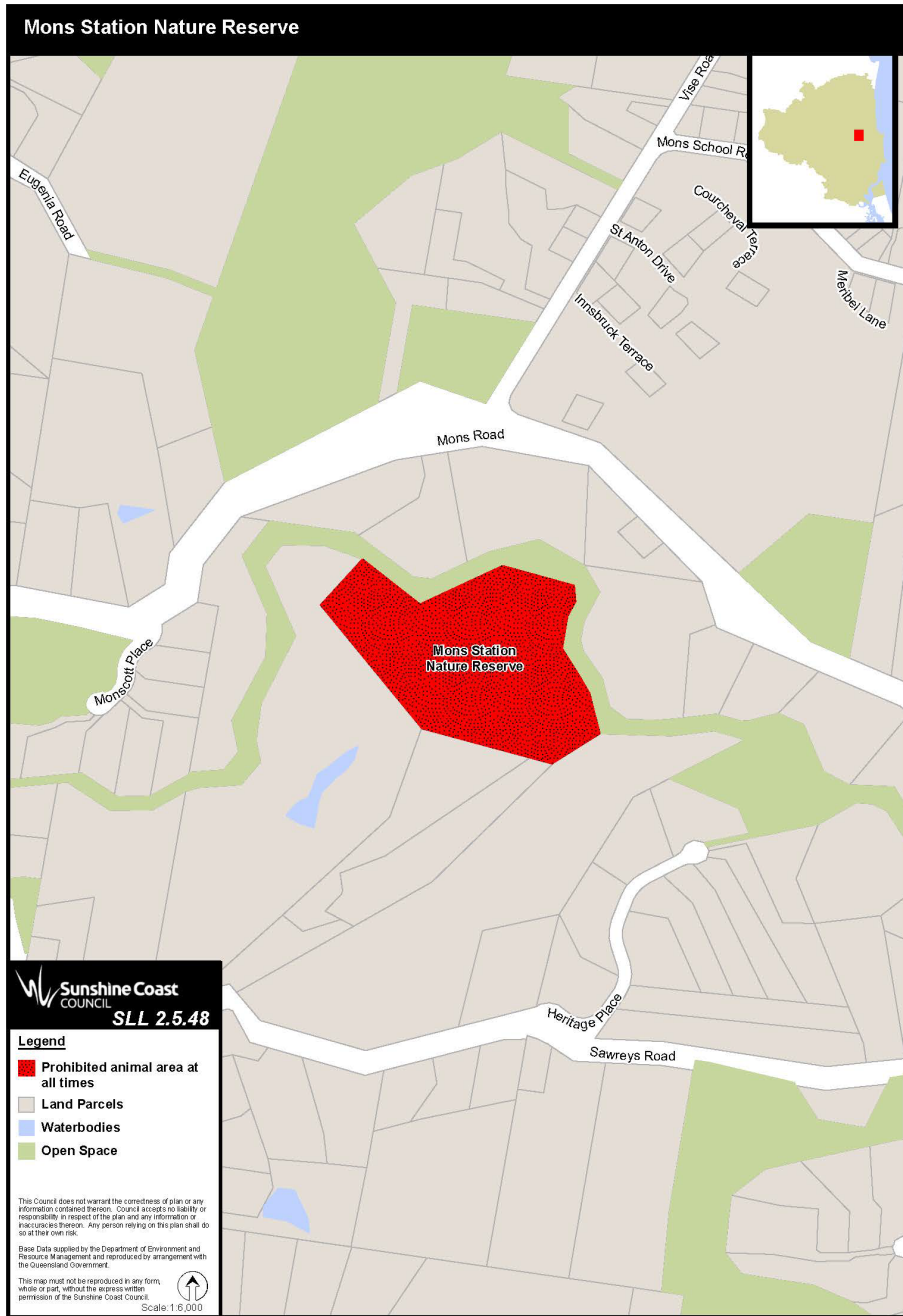 Mons Station Nature Reserve
Vise Road
Mons School R
Eugenia Road
Courcheval Terrace
St Anton Drive
Meribel Lane
Innsbruck Terrace
Mons Road
Mons Station
Nature Reserve
Monscott Place
Heritage Place
Sawreys Road
Sunshine Coast
COUNCIL
SLL 2.5.48
Legend
Prohibited animal area at
all times
Land Parcels
Waterbodies
Open Space
This Council does not warrant the correctness of plan or any
information contained thereon. Council accepts no liability or
responsibility in respect of the plan and any information or
inaccuracies thereon. Any person relying on this plan shall do
so at their own risk.
Base Data supplied by the Department of Environment and
Resource Management and reproduced by arrangement with
the Queensland Government.
This map must not be reproduced in any form,
whole or part, without the express written
permission of the Sunshine Coast Council.
Scale: 1:6,000